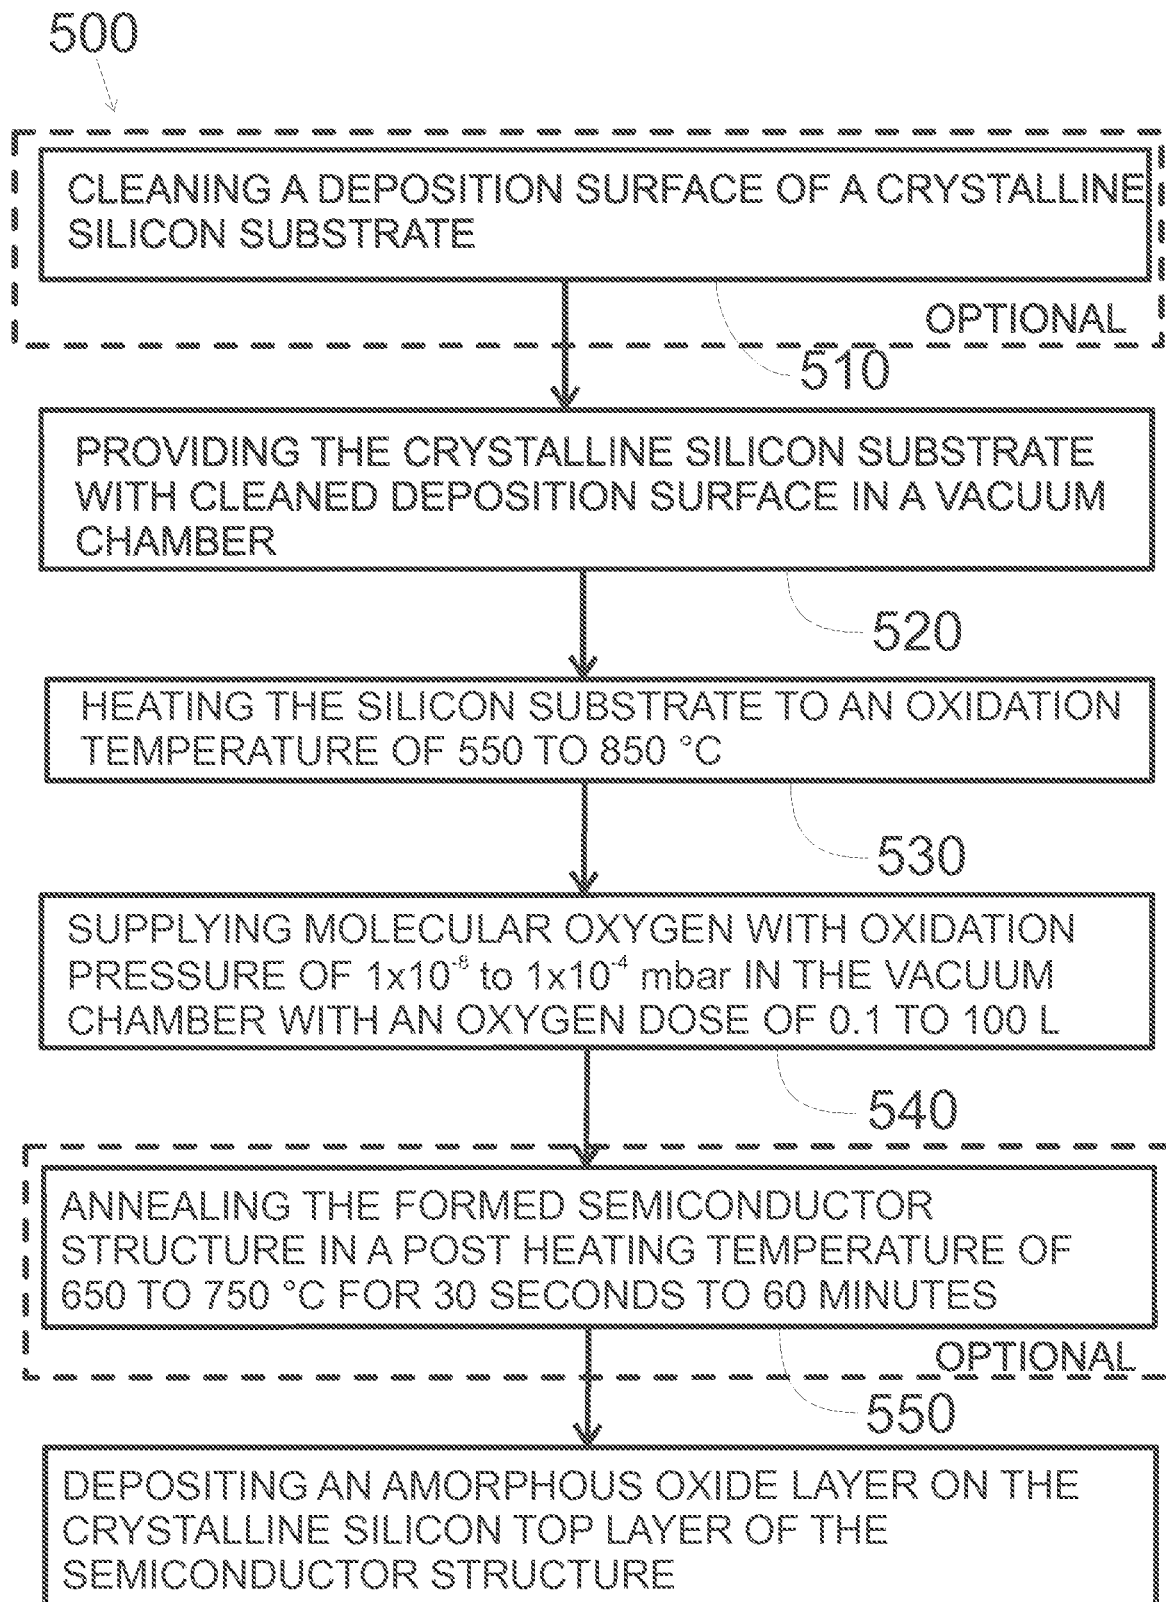 500
CLEANING A DEPOSITION SURFACE OF A CRYSTALLINE
SILICON SUBSTRATE
OPTIONAL
510
PROVIDING THE CRYSTALLINE SILICON SUBSTRATE
WITH CLEANED DEPOSITION SURFACE IN A VACUUM
CHAMBER
520
HEATING THE SILICON SUBSTRATE TO AN OXIDATION
TEMPERATURE OF 550 TO 850 °C
530
SUPPLYING MOLECULAR OXYGEN WITH OXIDATION
PRESSURE OF 1x10⁻⁸ to 1x10⁻⁴ mbar IN THE VACUUM
CHAMBER WITH AN OXYGEN DOSE OF 0.1 TO 100 L
540
ANNEALING THE FORMED SEMICONDUCTOR
STRUCTURE IN A POST HEATING TEMPERATURE OF
650 TO 750 °C FOR 30 SECONDS TO 60 MINUTES
OPTIONAL
550
DEPOSITING AN AMORPHOUS OXIDE LAYER ON THE
CRYSTALLINE SILICON TOP LAYER OF THE
SEMICONDUCTOR STRUCTURE